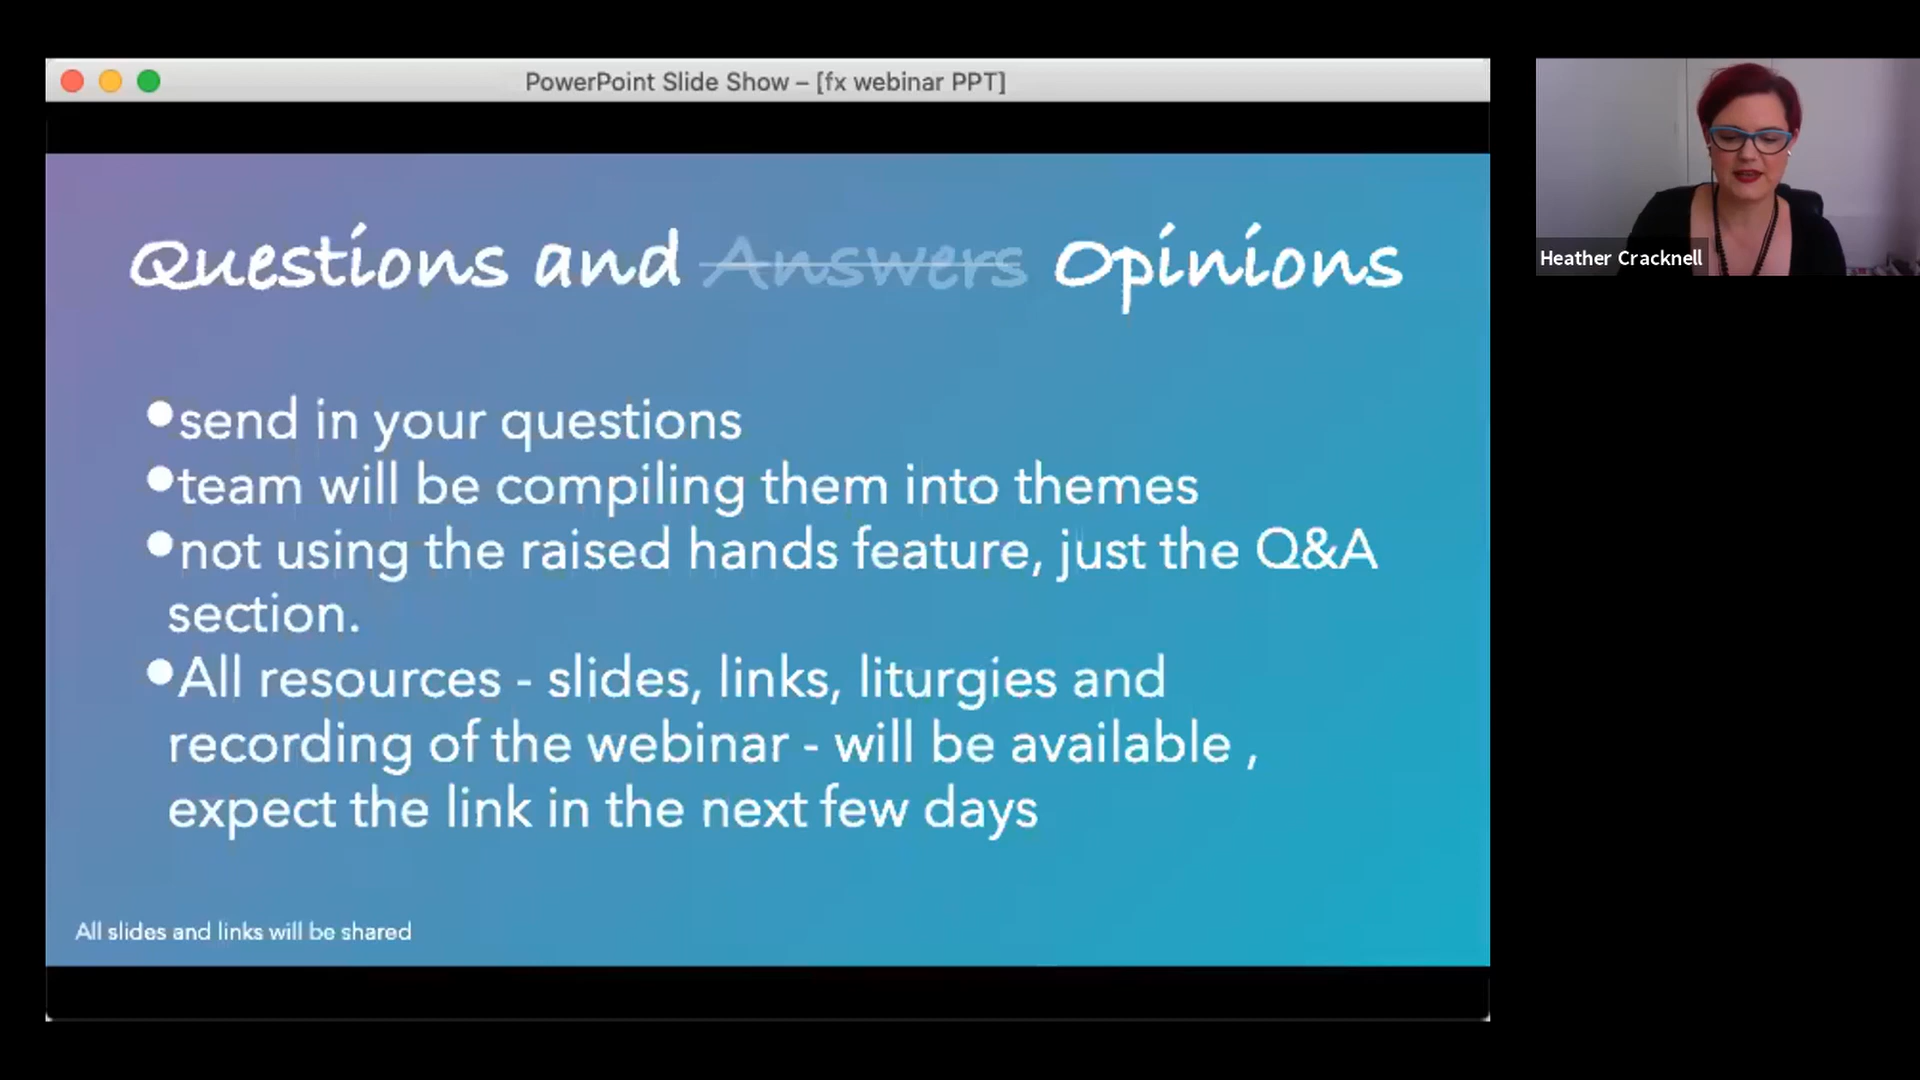 PowerPoint Slide Show – [fx webinar PPT]
Questions and Answers Opinions
•send in your questions
•team will be compiling them into themes
•not using the raised hands feature, just the Q&A
section.
•All resources - slides, links, liturgies and
recording of the webinar - will be available ,
expect the link in the next few days
All slides and links will be shared
Heather Cracknell